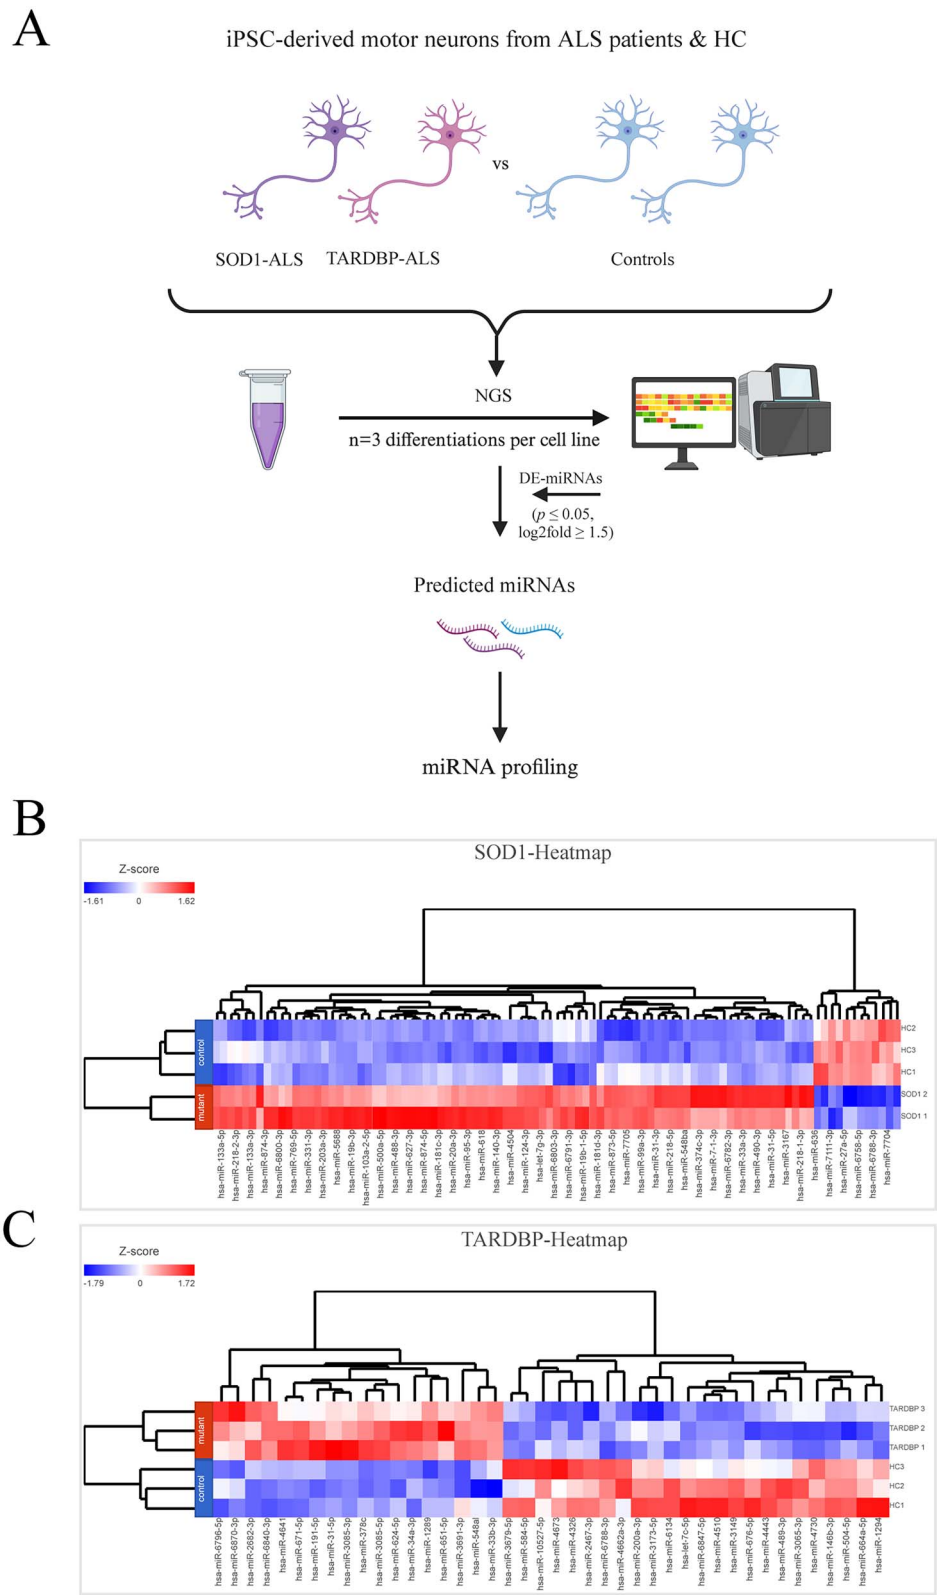 A
iPSC-derived motor neurons from ALS patients & HC
vs
SOD1-ALS
TARDBP-ALS
Controls
NGS
n=3 differentiations per cell line
DE-miRNAs
(p ≤ 0.05,
log2fold ≥ 1.5)
Predicted miRNAs
miRNA profiling
B
SOD1-Heatmap
Z-score
-1.61 0 1.62
control
mutant
HC2
HC3
HC1
SOD1 2
SOD1 1
hsa-miR-133a-5p
hsa-miR-218-2-3p
hsa-miR-133a-3p
hsa-miR-874-3p
hsa-miR-6800-3p
hsa-miR-769-5p
hsa-miR-331-3p
hsa-miR-203a-3p
hsa-miR-5688
hsa-miR-19b-3p
hsa-miR-103a-2-5p
hsa-miR-500a-5p
hsa-miR-488-3p
hsa-miR-627-3p
hsa-miR-874-5p
hsa-miR-181c-3p
hsa-miR-20a-3p
hsa-miR-95-3p
hsa-miR-618
hsa-miR-140-3p
hsa-miR-4504
hsa-miR-124-3p
hsa-let-7g-3p
hsa-miR-6803-3p
hsa-miR-6791-3p
hsa-miR-19b-1-5p
hsa-miR-181d-3p
hsa-miR-873-5p
hsa-miR-7705
hsa-miR-99a-3p
hsa-miR-31-3p
hsa-miR-218-5p
hsa-miR-548ba
hsa-miR-374c-3p
hsa-miR-7-1-3p
hsa-miR-6782-3p
hsa-miR-33a-3p
hsa-miR-490-3p
hsa-miR-31-5p
hsa-miR-3167
hsa-miR-218-1-3p
hsa-miR-636
hsa-miR-7111-3p
hsa-miR-27a-5p
hsa-miR-6758-5p
hsa-miR-6788-3p
hsa-miR-7704
C
TARDBP-Heatmap
Z-score
-1.79 0 1.72
mutant
control
TARDBP 3
TARDBP 2
TARDBP 1
HC3
HC2
HC1
hsa-miR-6796-5p
hsa-miR-6870-3p
hsa-miR-2682-3p
hsa-miR-6840-3p
hsa-miR-4641
hsa-miR-671-5p
hsa-miR-191-5p
hsa-miR-31-5p
hsa-miR-3085-3p
hsa-miR-378c
hsa-miR-3085-5p
hsa-miR-624-5p
hsa-miR-34a-3p
hsa-miR-1289
hsa-miR-651-5p
hsa-miR-3691-3p
hsa-miR-548al
hsa-miR-33b-3p
hsa-miR-3679-5p
hsa-miR-584-5p
hsa-miR-10527-5p
hsa-miR-4673
hsa-miR-4326
hsa-miR-2467-3p
hsa-miR-6788-3p
hsa-miR-4682a-3p
hsa-miR-200a-3p
hsa-miR-3173-5p
hsa-miR-6134
hsa-let-7c-5p
hsa-miR-6847-5p
hsa-miR-4510
hsa-miR-3149
hsa-miR-676-5p
hsa-miR-4443
hsa-miR-489-3p
hsa-miR-3065-3p
hsa-miR-4730
hsa-miR-146b-3p
hsa-miR-504-5p
hsa-miR-664a-5p
hsa-miR-1294